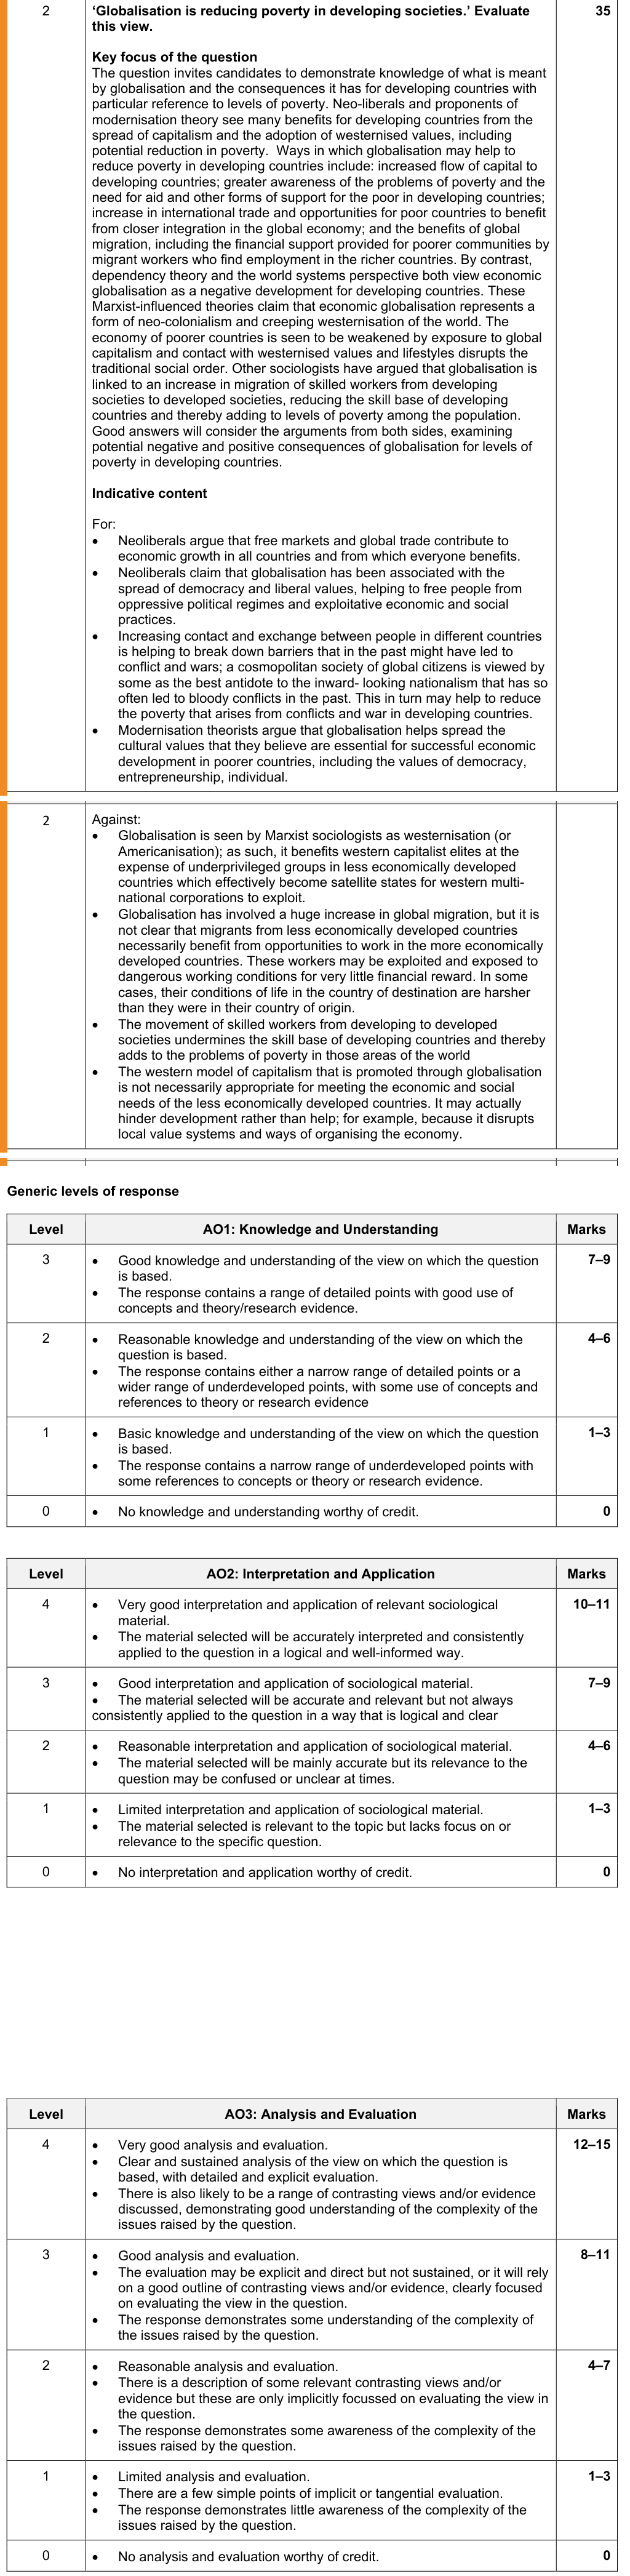 2 ‘Globalisation is reducing poverty in developing societies.’ Evaluate 35
this view.
Key focus of the question
The question invites candidates to demonstrate knowledge of what is meant
by globalisation and the consequences it has for developing countries with
particular reference to levels of poverty. Neo-liberals and proponents of
modernisation theory see many benefits for developing countries from the
spread of capitalism and the adoption of westernised values, including
potential reduction in poverty. Ways in which globalisation may help to
reduce poverty in developing countries include: increased flow of capital to
developing countries; greater awareness of the problems of poverty and the
need for aid and other forms of support for the poor in developing countries;
increase in international trade and opportunities for poor countries to benefit
from closer integration in the global economy; and the benefits of global
migration, including the financial support provided for poorer communities by
migrant workers who find employment in the richer countries. By contrast,
dependency theory and the world systems perspective both view economic
globalisation as a negative development for developing countries. These
Marxist-influenced theories claim that economic globalisation represents a
form of neo-colonialism and creeping westernisation of the world. The
economy of poorer countries is seen to be weakened by exposure to global
capitalism and contact with westernised values and lifestyles disrupts the
traditional social order. Other sociologists have argued that globalisation is
linked to an increase in migration of skilled workers from developing
societies to developed societies, reducing the skill base of developing
countries and thereby adding to levels of poverty among the population.
Good answers will consider the arguments from both sides, examining
potential negative and positive consequences of globalisation for levels of
poverty in developing countries.
Indicative content
For:
• Neoliberals argue that free markets and global trade contribute to
economic growth in all countries and from which everyone benefits.
• Neoliberals claim that globalisation has been associated with the
spread of democracy and liberal values, helping to free people from
oppressive political regimes and exploitative economic and social
practices.
• Increasing contact and exchange between people in different countries
is helping to break down barriers that in the past might have led to
conflict and wars; a cosmopolitan society of global citizens is viewed by
some as the best antidote to the inward- looking nationalism that has so
often led to bloody conflicts in the past. This in turn may help to reduce
the poverty that arises from conflicts and war in developing countries.
• Modernisation theorists argue that globalisation helps spread the
cultural values that they believe are essential for successful economic
development in poorer countries, including the values of democracy,
entrepreneurship, individual.
2 Against:
• Globalisation is seen by Marxist sociologists as westernisation (or
Americanisation); as such, it benefits western capitalist elites at the
expense of underprivileged groups in less economically developed
countries which effectively become satellite states for western multi-
national corporations to exploit.
• Globalisation has involved a huge increase in global migration, but it is
not clear that migrants from less economically developed countries
necessarily benefit from opportunities to work in the more economically
developed countries. These workers may be exploited and exposed to
dangerous working conditions for very little financial reward. In some
cases, their conditions of life in the country of destination are harsher
than they were in their country of origin.
• The movement of skilled workers from developing to developed
societies undermines the skill base of developing countries and thereby
adds to the problems of poverty in those areas of the world
• The western model of capitalism that is promoted through globalisation
is not necessarily appropriate for meeting the economic and social
needs of the less economically developed countries. It may actually
hinder development rather than help; for example, because it disrupts
local value systems and ways of organising the economy.
Generic levels of response
Level AO1: Knowledge and Understanding Marks
3 • Good knowledge and understanding of the view on which the question 7–9
is based.
• The response contains a range of detailed points with good use of
concepts and theory/research evidence.
2 • Reasonable knowledge and understanding of the view on which the 4–6
question is based.
• The response contains either a narrow range of detailed points or a
wider range of underdeveloped points, with some use of concepts and
references to theory or research evidence
1 • Basic knowledge and understanding of the view on which the question 1–3
is based.
• The response contains a narrow range of underdeveloped points with
some references to concepts or theory or research evidence.
0 • No knowledge and understanding worthy of credit. 0
Level AO2: Interpretation and Application Marks
4 • Very good interpretation and application of relevant sociological 10–11
material.
• The material selected will be accurately interpreted and consistently
applied to the question in a logical and well-informed way.
3 • Good interpretation and application of sociological material. 7–9
• The material selected will be accurate and relevant but not always
consistently applied to the question in a way that is logical and clear
2 • Reasonable interpretation and application of sociological material. 4–6
• The material selected will be mainly accurate but its relevance to the
question may be confused or unclear at times.
1 • Limited interpretation and application of sociological material. 1–3
• The material selected is relevant to the topic but lacks focus on or
relevance to the specific question.
0 • No interpretation and application worthy of credit. 0
Level AO3: Analysis and Evaluation Marks
4 • Very good analysis and evaluation. 12–15
• Clear and sustained analysis of the view on which the question is
based, with detailed and explicit evaluation.
• There is also likely to be a range of contrasting views and/or evidence
discussed, demonstrating good understanding of the complexity of the
issues raised by the question.
3 • Good analysis and evaluation. 8–11
• The evaluation may be explicit and direct but not sustained, or it will rely
on a good outline of contrasting views and/or evidence, clearly focused
on evaluating the view in the question.
• The response demonstrates some understanding of the complexity of
the issues raised by the question.
2 • Reasonable analysis and evaluation. 4–7
• There is a description of some relevant contrasting views and/or
evidence but these are only implicitly focussed on evaluating the view in
the question.
• The response demonstrates some awareness of the complexity of the
issues raised by the question.
1 • Limited analysis and evaluation. 1–3
• There are a few simple points of implicit or tangential evaluation.
• The response demonstrates little awareness of the complexity of the
issues raised by the question.
0 • No analysis and evaluation worthy of credit. 0